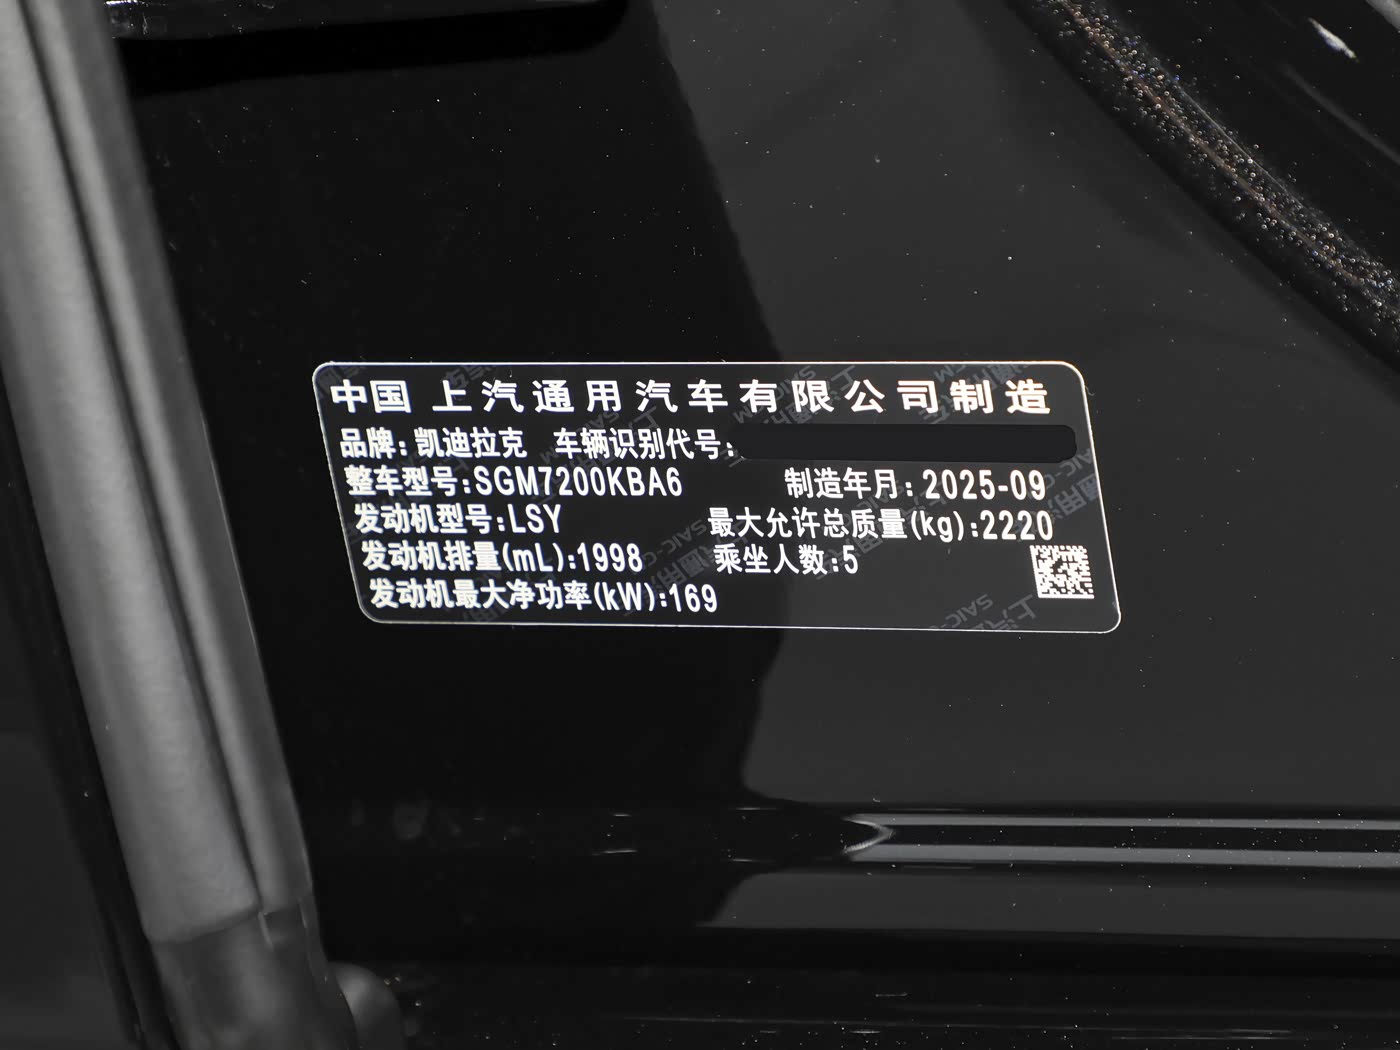 中国 上汽通用汽车有限公司制造
品牌:凯迪拉克 车辆识别代号:
整车型号:SGM7200KBA6 制造年月:2025-09
发动机型号:LSY 最大允许总质量(kg):2220
发动机排量(mL):1998 乘坐人数:5
发动机最大净功率(kW):169